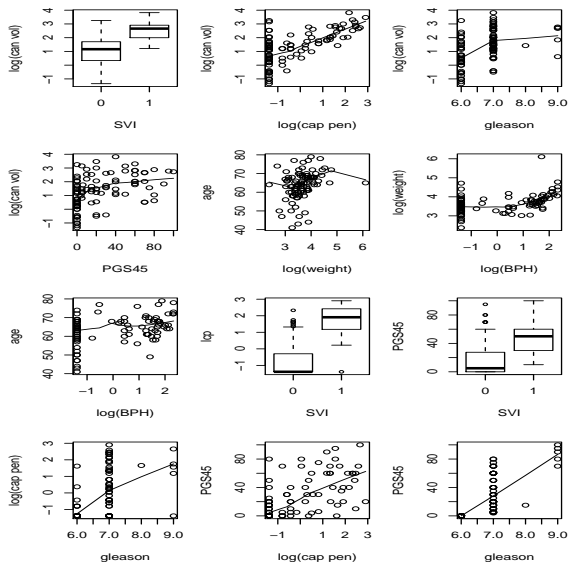 log(can vol)
−1 1 2 3 4
0 1
SVI
log(can vol)
−1 1 2 3 4
−1 0 1 2 3
log(cap pen)
log(can vol)
−1 1 2 3 4
6.0 7.0 8.0 9.0
gleason
log(can vol)
−1 1 2 3 4
0 40 80
PGS45
age
40 50 60 70 80
3 4 5 6
log(weight)
log(weight)
3 4 5 6
−1 0 1 2
log(BPH)
age
40 50 60 70 80
−1 0 1 2
log(BPH)
lcp
−1 0 1 2 3
0 1
SVI
PGS45
0 40 80
0 1
SVI
log(cap pen)
−1 0 1 2 3
6.0 7.0 8.0 9.0
gleason
PGS45
0 40 80
−1 0 1 2 3
log(cap pen)
PGS45
0 40 80
6.0 7.0 8.0 9.0
gleason